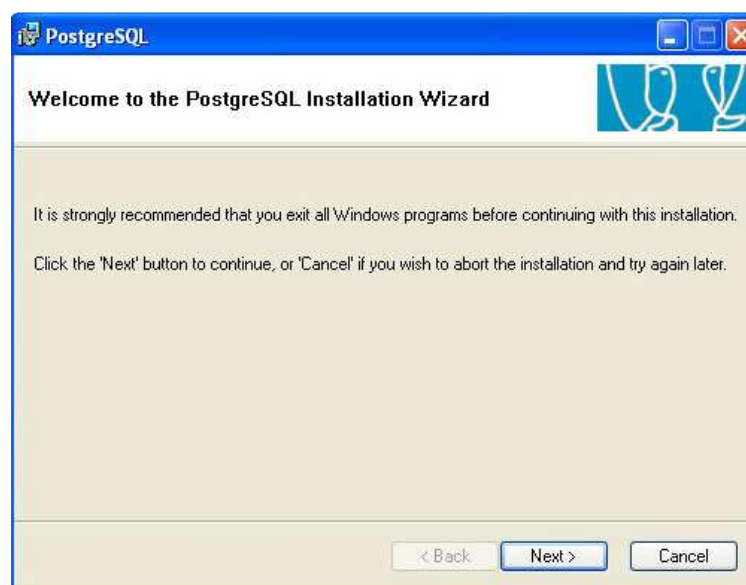 PostgreSQL
Welcome to the PostgreSQL Installation Wizard
It is strongly recommended that you exit all Windows programs before continuing with this installation.
Click the 'Next' button to continue, or 'Cancel' if you wish to abort the installation and try again later.
< Back Next > Cancel